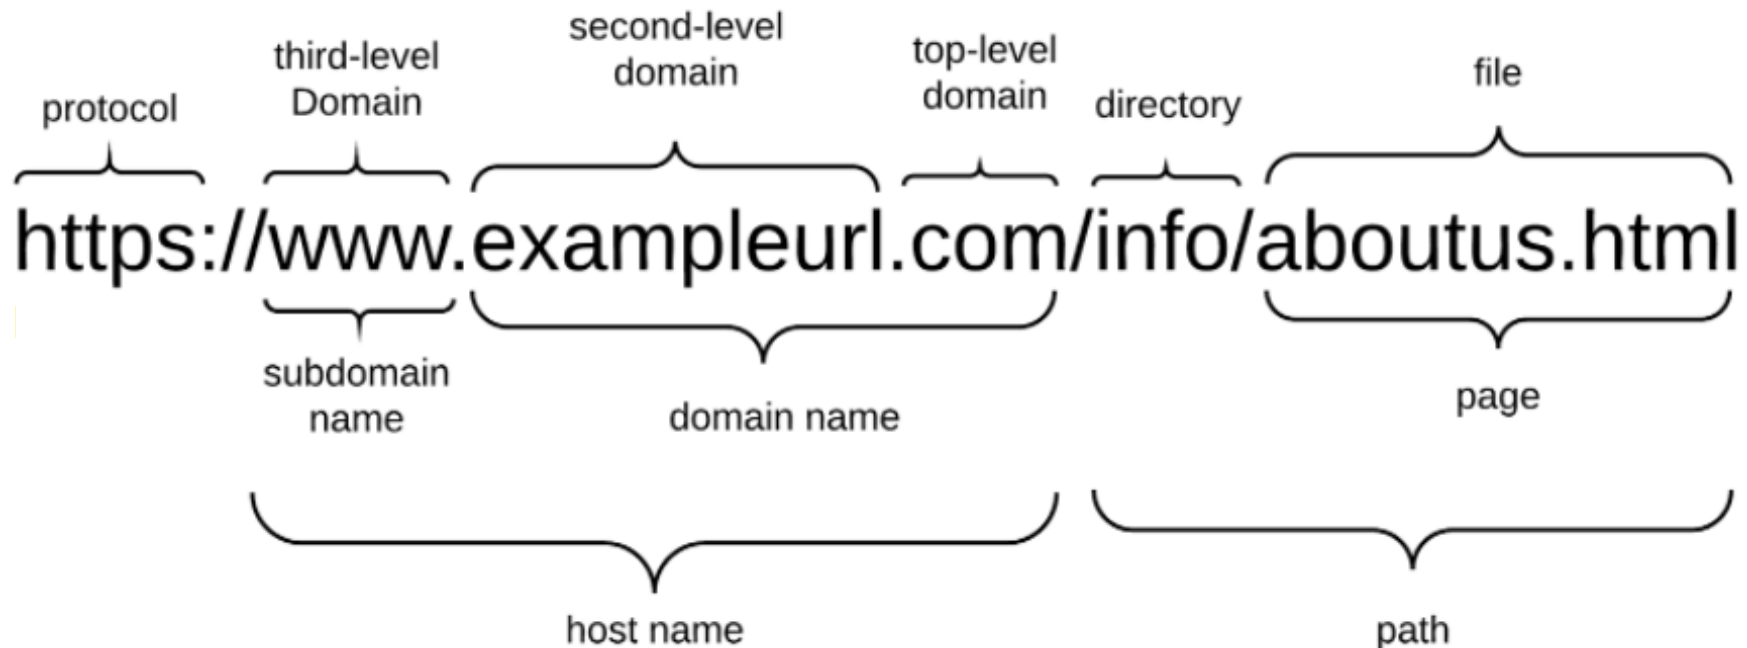 second-level
domain
third-level
Domain
top-level
domain
file
protocol
directory
https://www.exampleurl.com/info/aboutus.html
subdomain
name
domain name
page
host name
path